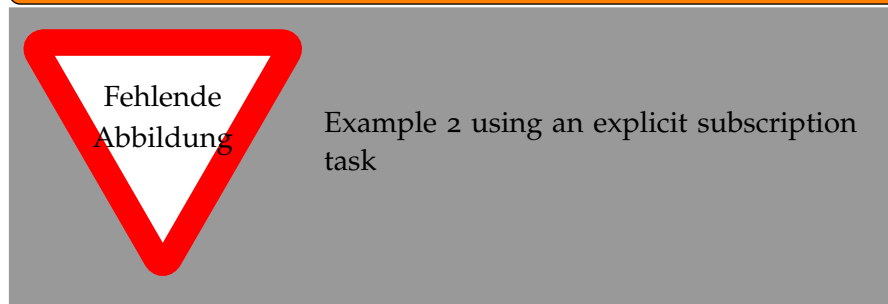 Fehlende
Abbildung
Example 2 using an explicit subscription
task